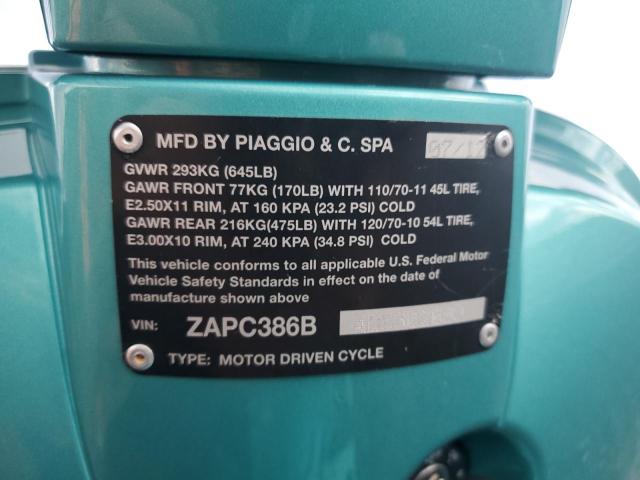 MFD BY PIAGGIO & C. SPA 07/17
GVWR 293KG (645LB)
GAWR FRONT 77KG (170LB) WITH 110/70-11 45L TIRE,
E2.50X11 RIM, AT 160 KPA (23.2 PSI) COLD
GAWR REAR 216KG(475LB) WITH 120/70-10 54L TIRE,
E3.00X10 RIM, AT 240 KPA (34.8 PSI) COLD
This vehicle conforms to all applicable U.S. Federal Motor
Vehicle Safety Standards in effect on the date of
manufacture shown above
VIN: ZAPC386B
TYPE: MOTOR DRIVEN CYCLE